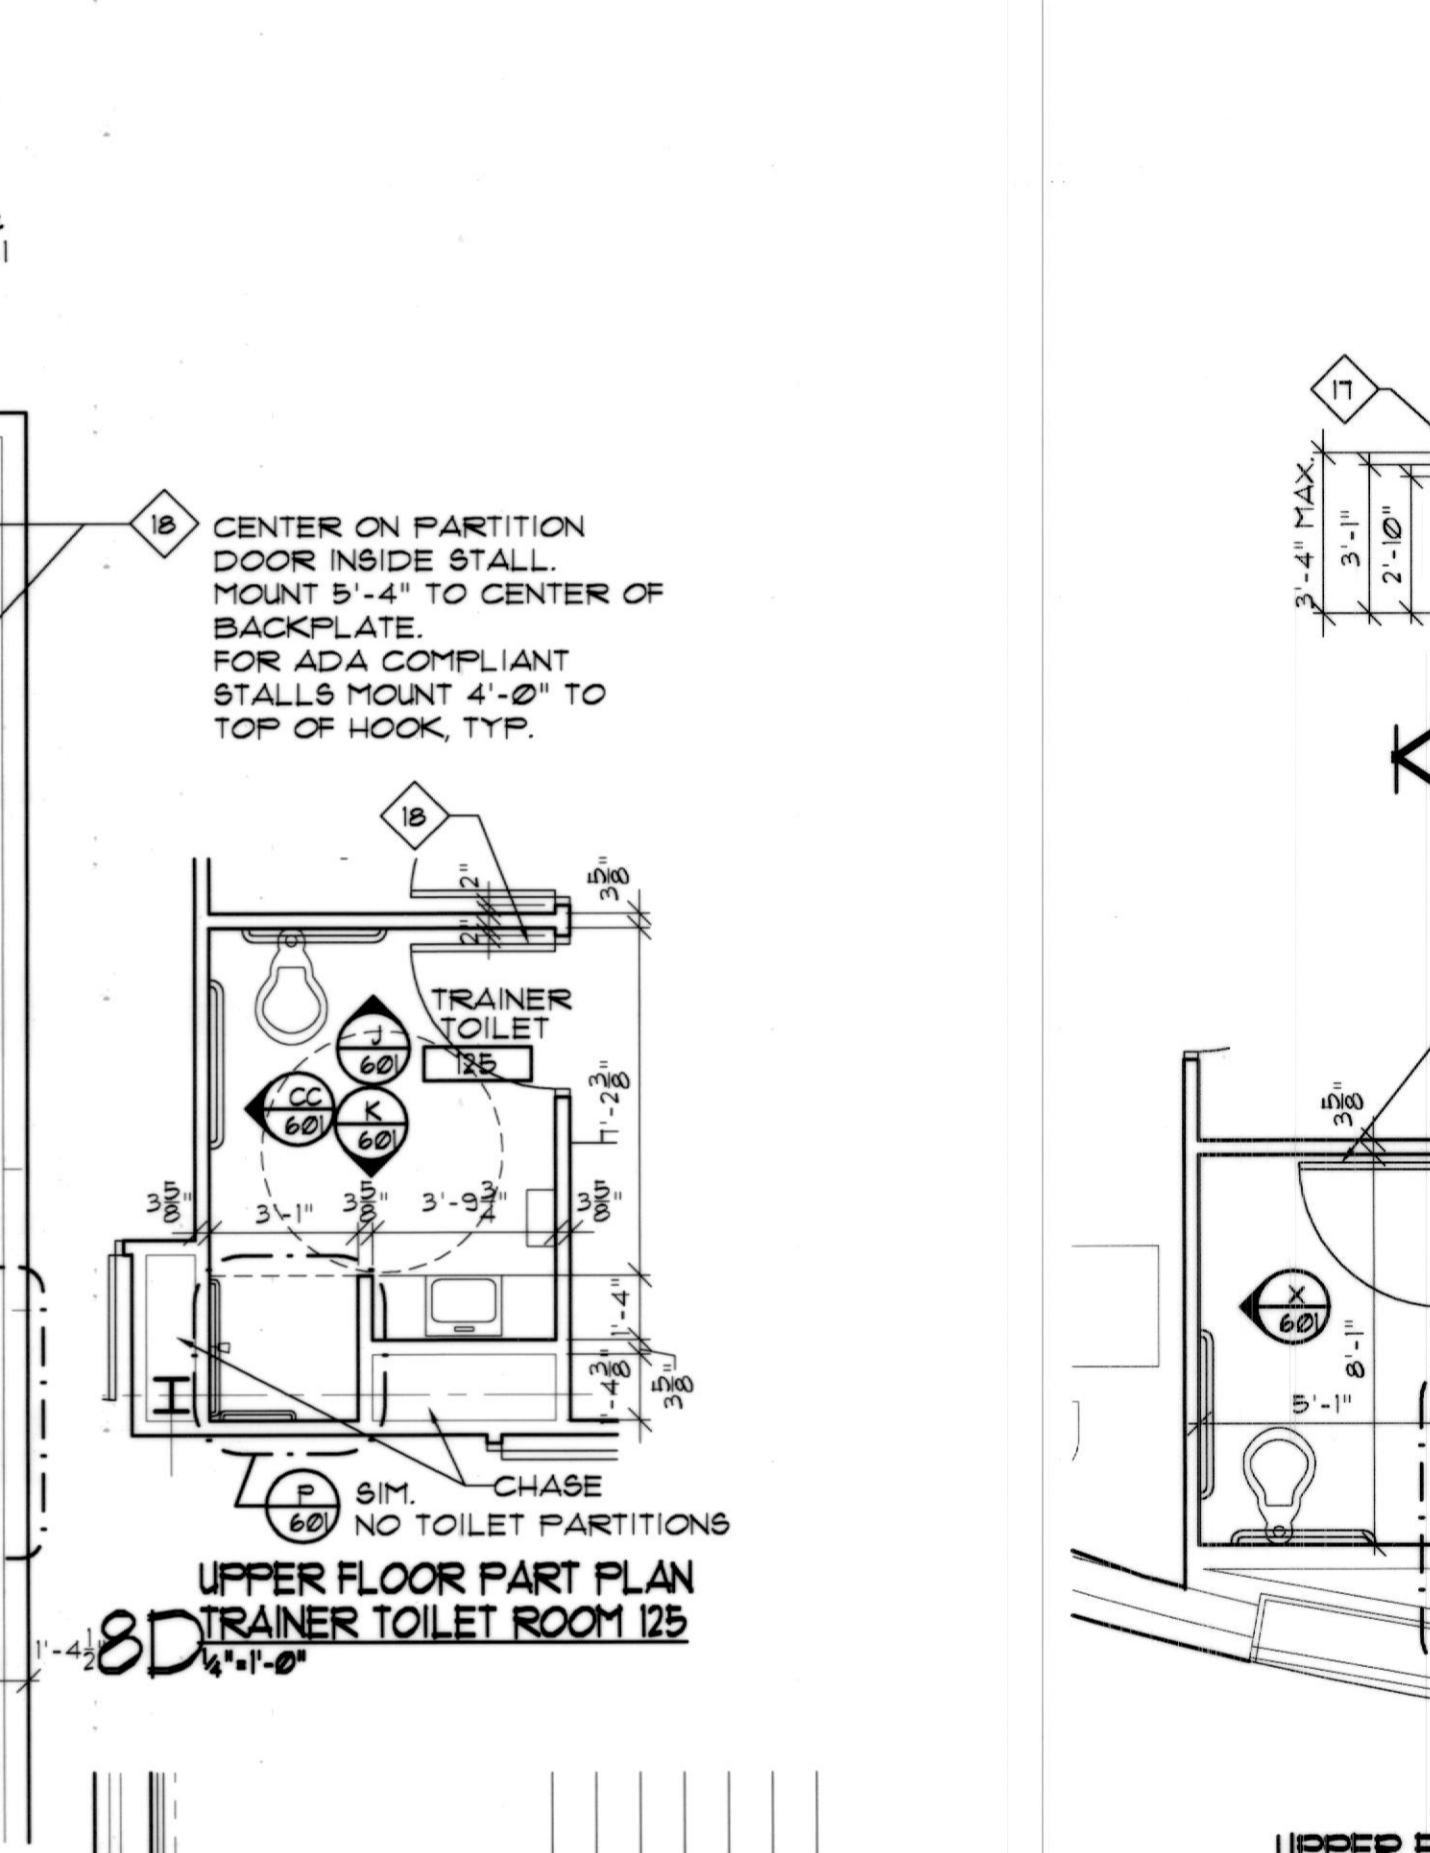 18
CENTER ON PARTITION
DOOR INSIDE STALL.
MOUNT 5'-4" TO CENTER OF
BACKPLATE.
FOR ADA COMPLIANT
STALLS MOUNT 4'-0" TO
TOP OF HOOK, TYP.
18
2"
2"
3 5/8"
TRAINER
TOILET
125
J
601
CC
601
K
601
7'-2 3/8"
3 5/8"
3'-1"
3 5/8"
3'-9 3/4"
3 5/8"
1'-4"
1'-4 3/8"
3 5/8"
H
CHASE
P
601
SIM.
NO TOILET PARTITIONS
UPPER FLOOR PART PLAN
TRAINER TOILET ROOM 125
8D
1/4"=1'-0"
1'-4 1/2"
17
3'-4" MAX.
3'-1"
2'-10"
K
3 5/8"
X
601
8'-1"
5'-1"
UPPER